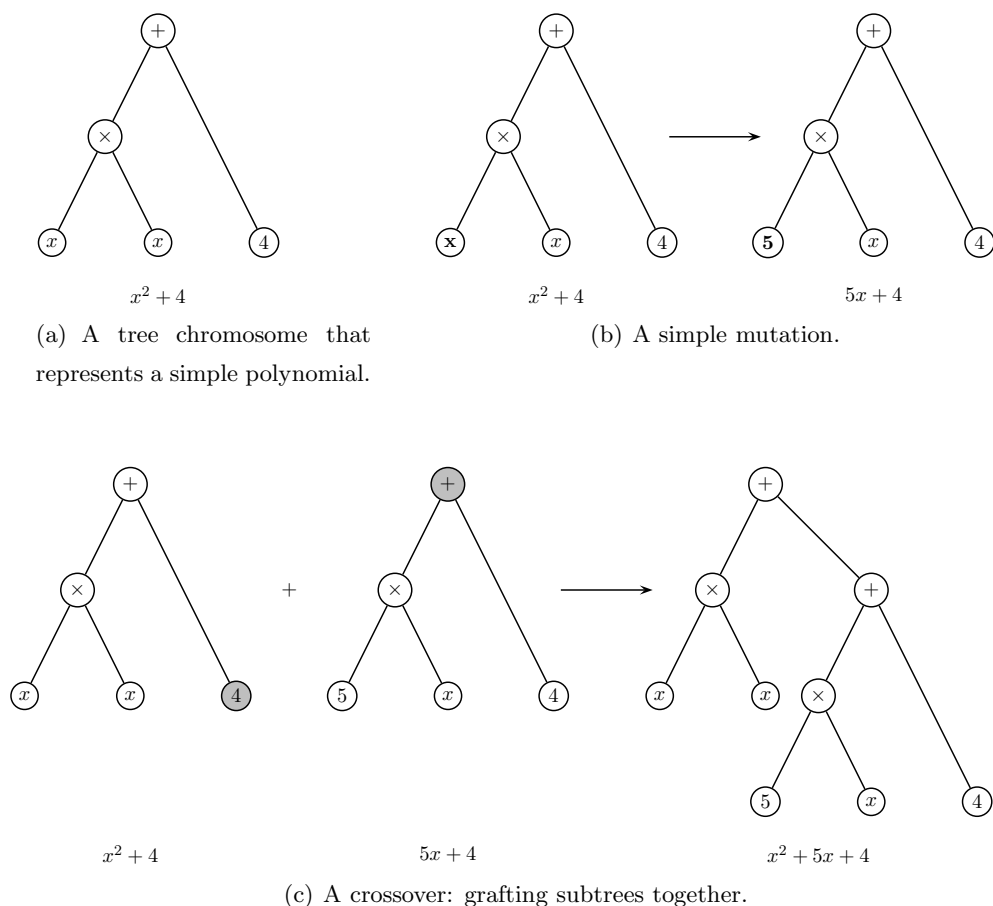 + + +
× × ×
x x 4 x x 4 5 x 4
x² + 4 x² + 4 5x + 4
(a) A tree chromosome that
represents a simple polynomial.
(b) A simple mutation.
+ + +
× + × × +
x x 4 5 x 4 x x ×
5 x 4
x² + 4 5x + 4 x² + 5x + 4
(c) A crossover: grafting subtrees together.